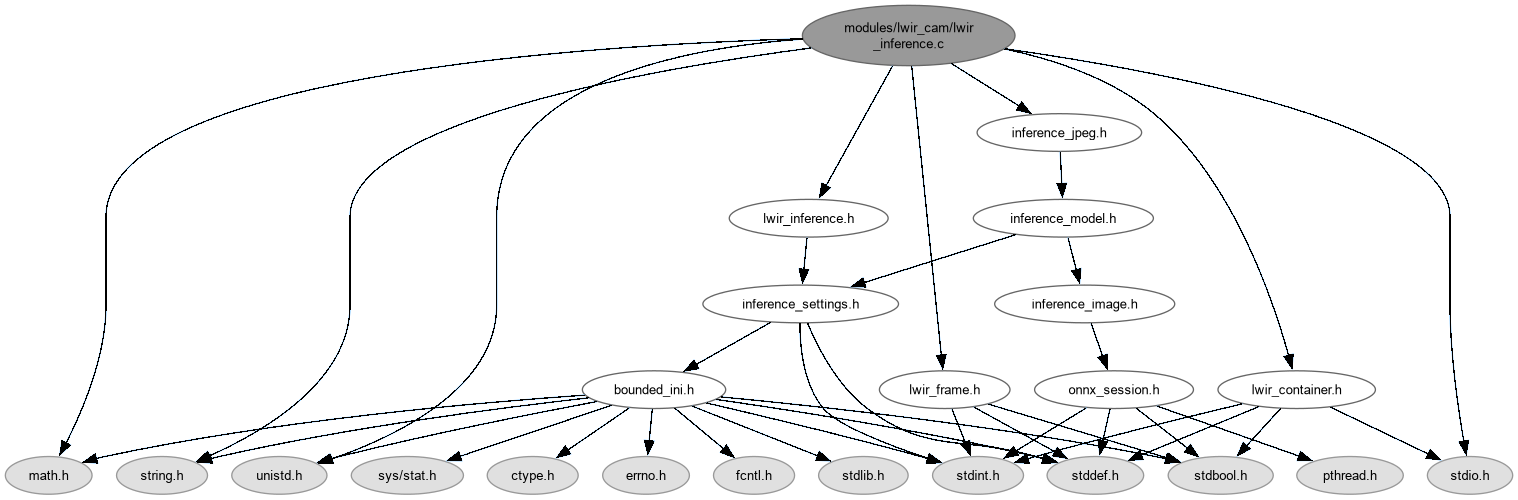 modules/lwir_cam/lwir
_inference.c
inference_jpeg.h
lwir_inference.h
inference_model.h
inference_settings.h
inference_image.h
bounded_ini.h
lwir_frame.h
onnx_session.h
lwir_container.h
math.h
string.h
unistd.h
sys/stat.h
ctype.h
errno.h
fcntl.h
stdlib.h
stdint.h
stddef.h
stdbool.h
pthread.h
stdio.h